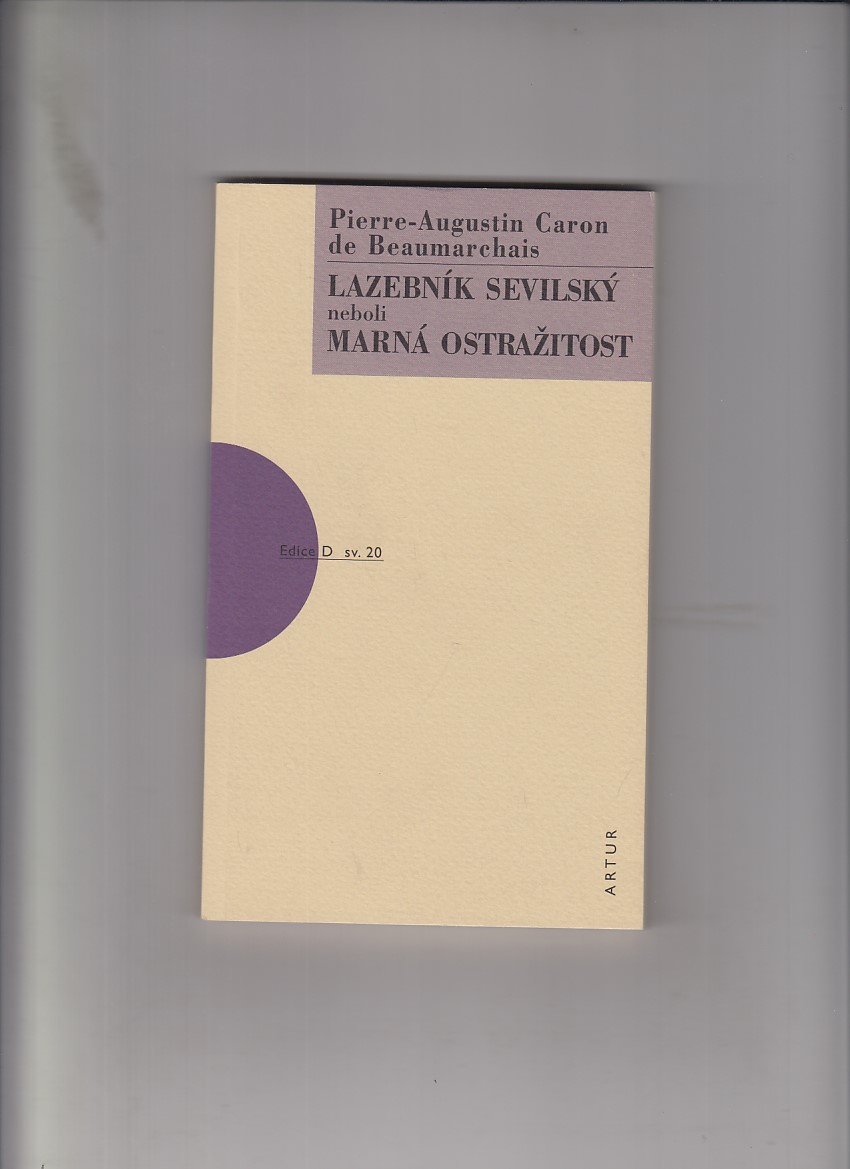 Pierre-Augustin Caron
de Beaumarchais
LAZEBNÍK SEVILSKÝ
neboli
MARNÁ OSTRAŽITOST
Edice D sv. 20
ARTUR